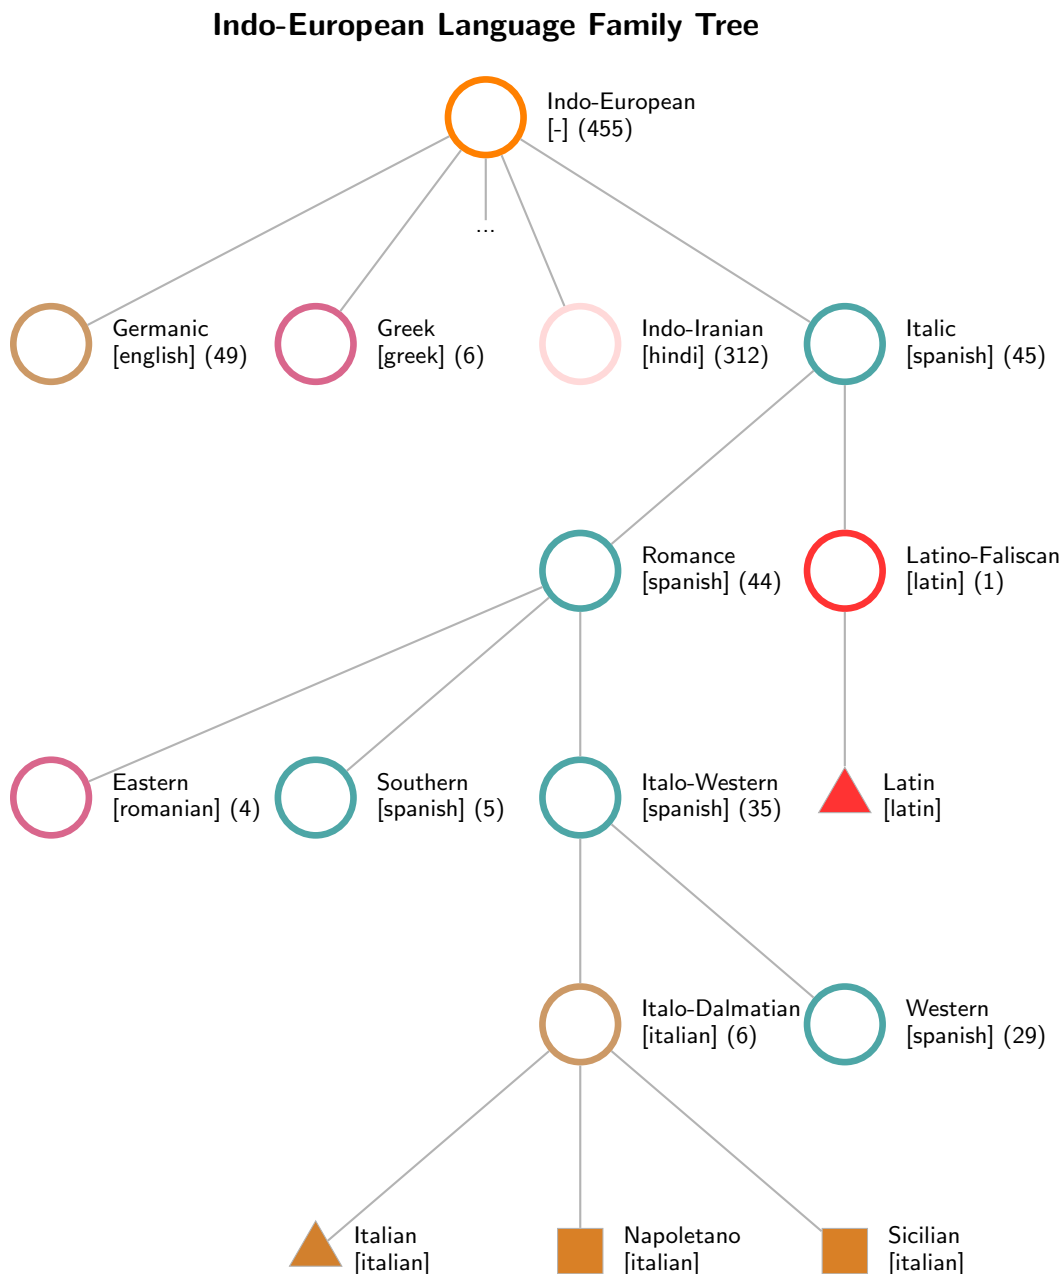 Indo-European Language Family Tree
Indo-European
[-] (455)
...
Germanic
[english] (49)
Greek
[greek] (6)
Indo-Iranian
[hindi] (312)
Italic
[spanish] (45)
Romance
[spanish] (44)
Latino-Faliscan
[latin] (1)
Eastern
[romanian] (4)
Southern
[spanish] (5)
Italo-Western
[spanish] (35)
Latin
[latin]
Italo-Dalmatian
[italian] (6)
Western
[spanish] (29)
Italian
[italian]
Napoletano
[italian]
Sicilian
[italian]